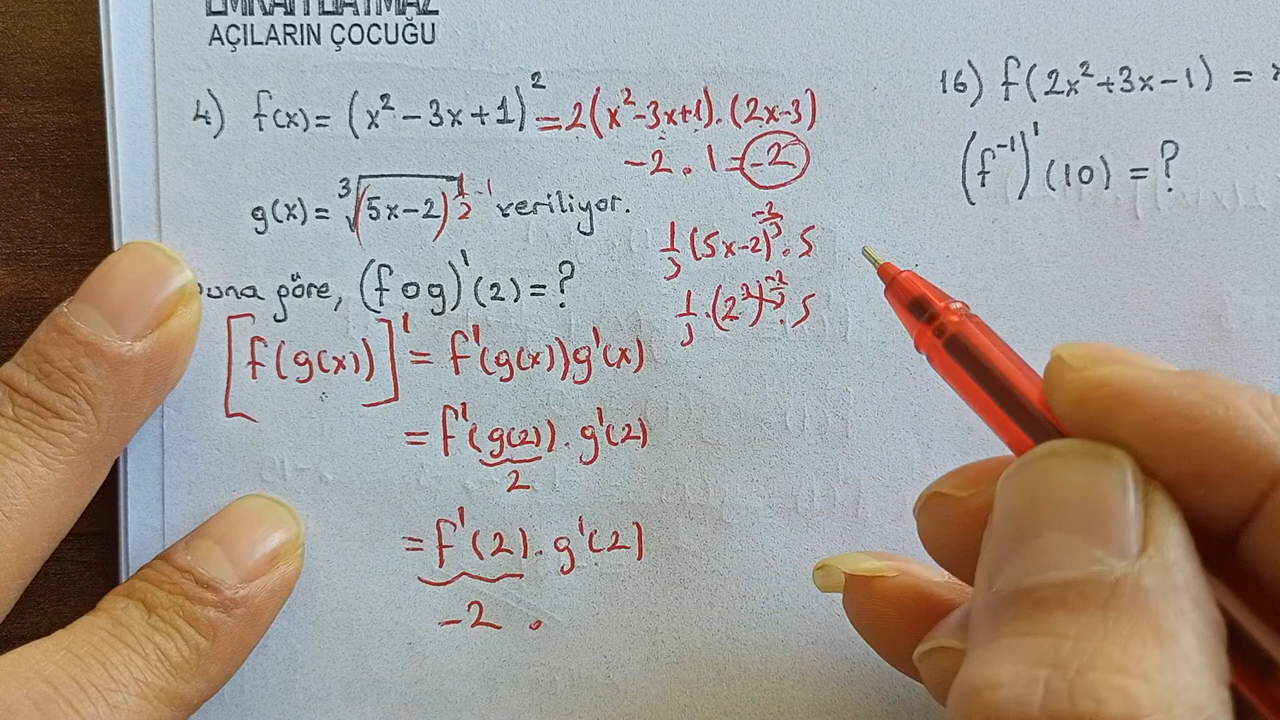 AÇILARIN ÇOCUĞU
4) f(x) = (x² - 3x + 1)² = 2(x² - 3x + 1) . (2x - 3)
-2 . 1 = -2
g(x) = ³√(5x - 2) veriliyor.
göre, (fog)'(2) = ?
[f(g(x))]' = f'(g(x)) g'(x)
= f'(g(2)) . g'(2)
2
= f'(2) . g'(2)
-2 .
1/3 (5x - 2)^-2/3 . 5
1/3 . (2³)^-2/3 . 5
16) f(2x² + 3x - 1) =
(f⁻¹)'(10) = ?